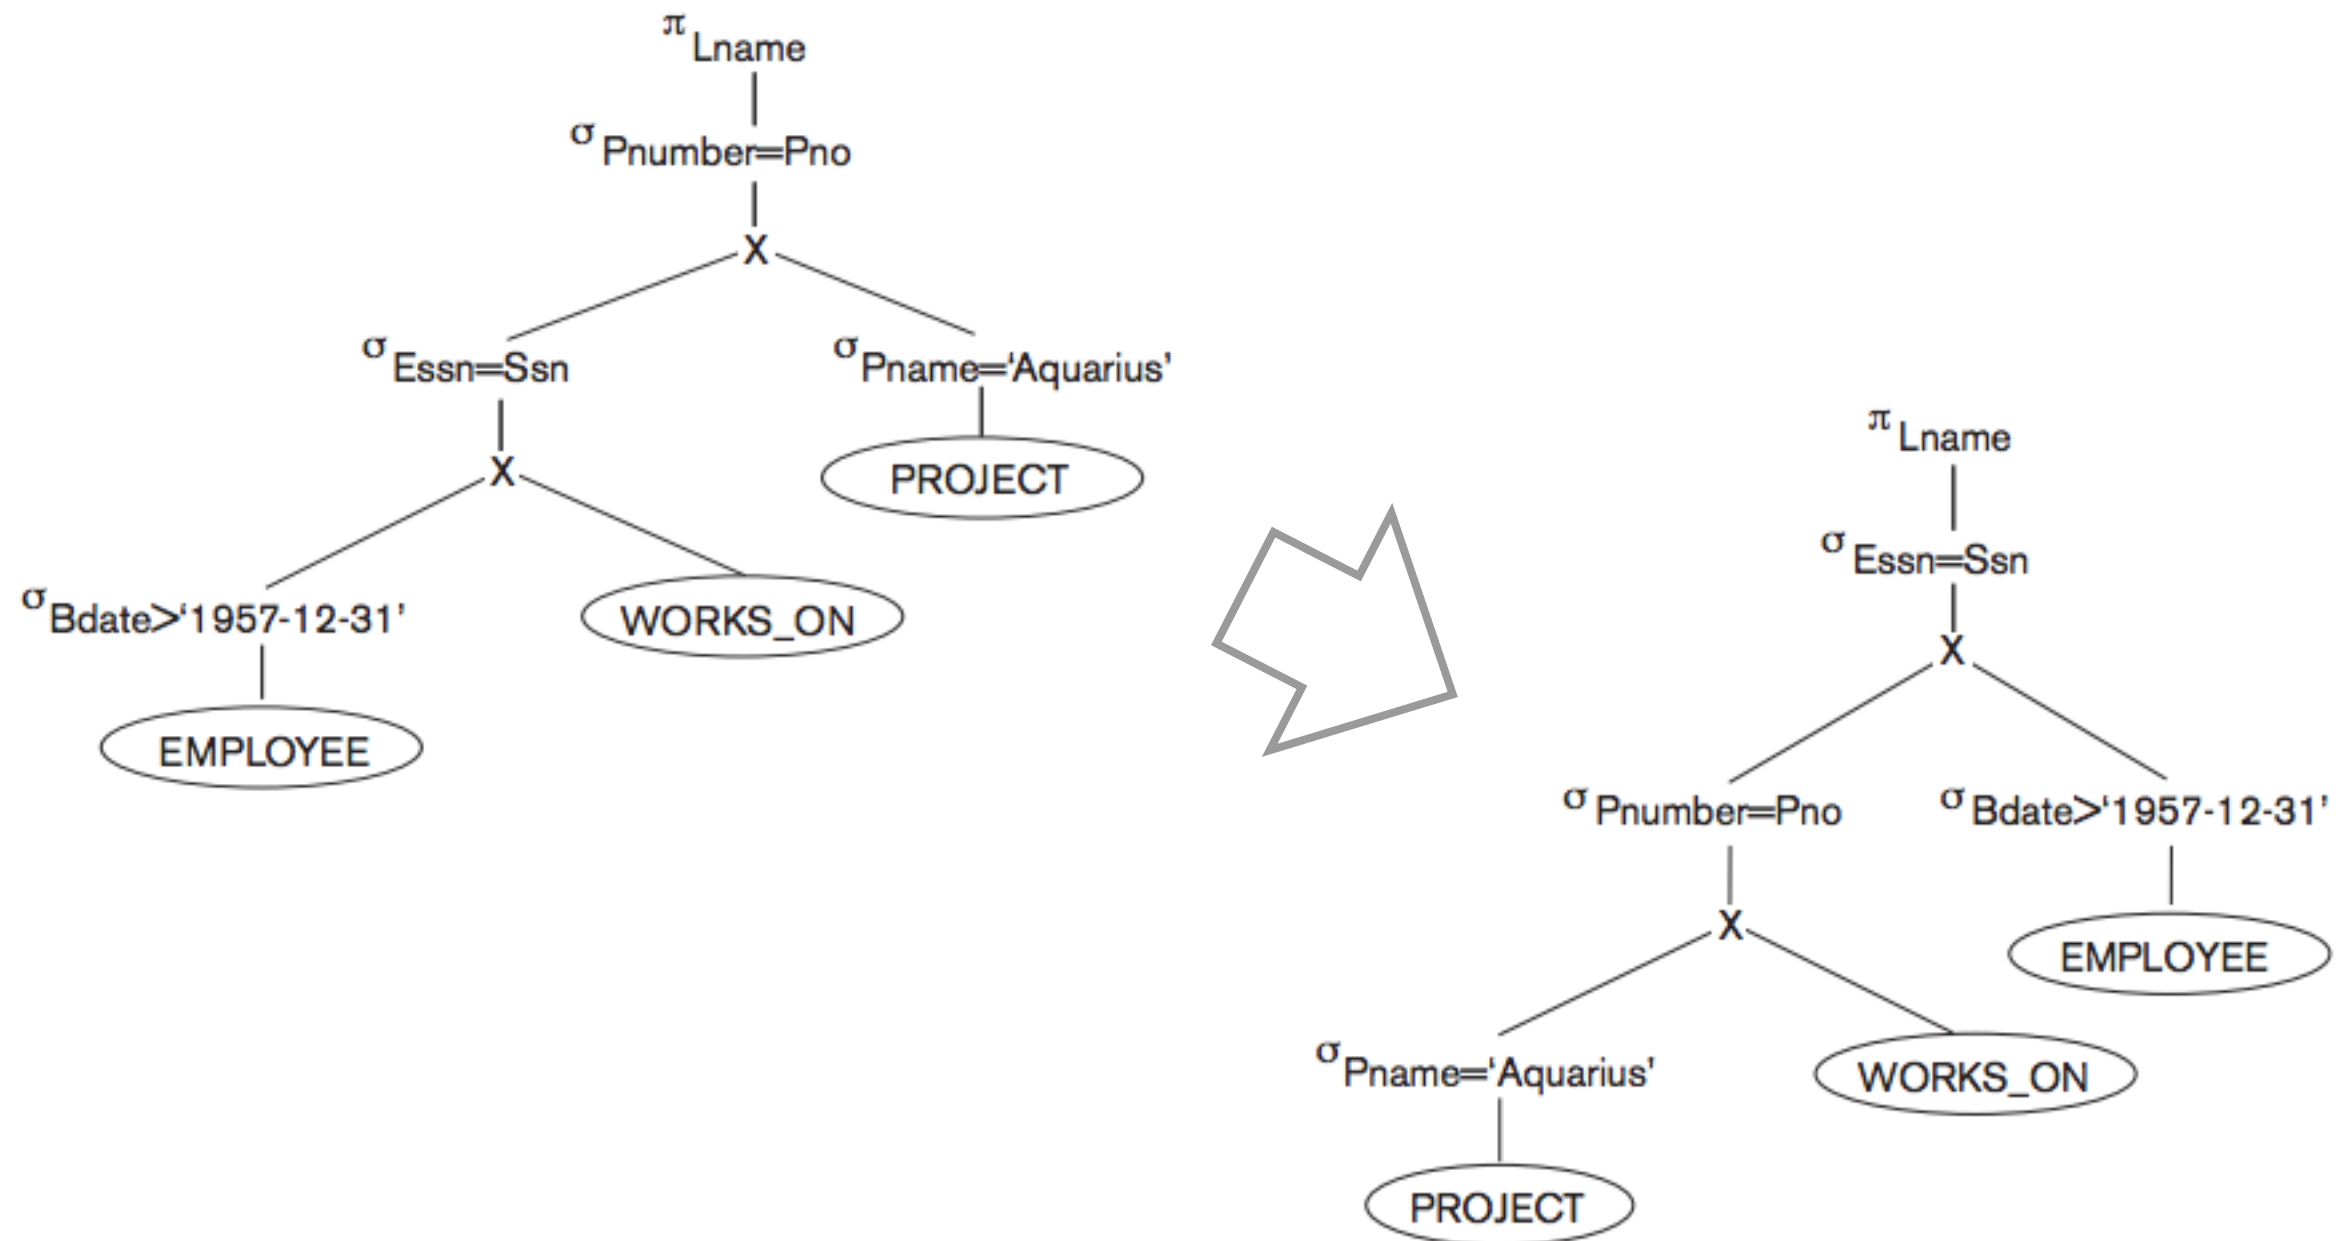 π Lname
σ Pnumber=Pno
X
σ Essn=Ssn
σ Pname=‘Aquarius’
X
PROJECT
σ Bdate>‘1957-12-31’
WORKS_ON
EMPLOYEE
π Lname
σ Essn=Ssn
X
σ Pnumber=Pno
σ Bdate>‘1957-12-31’
X
EMPLOYEE
σ Pname=‘Aquarius’
WORKS_ON
PROJECT